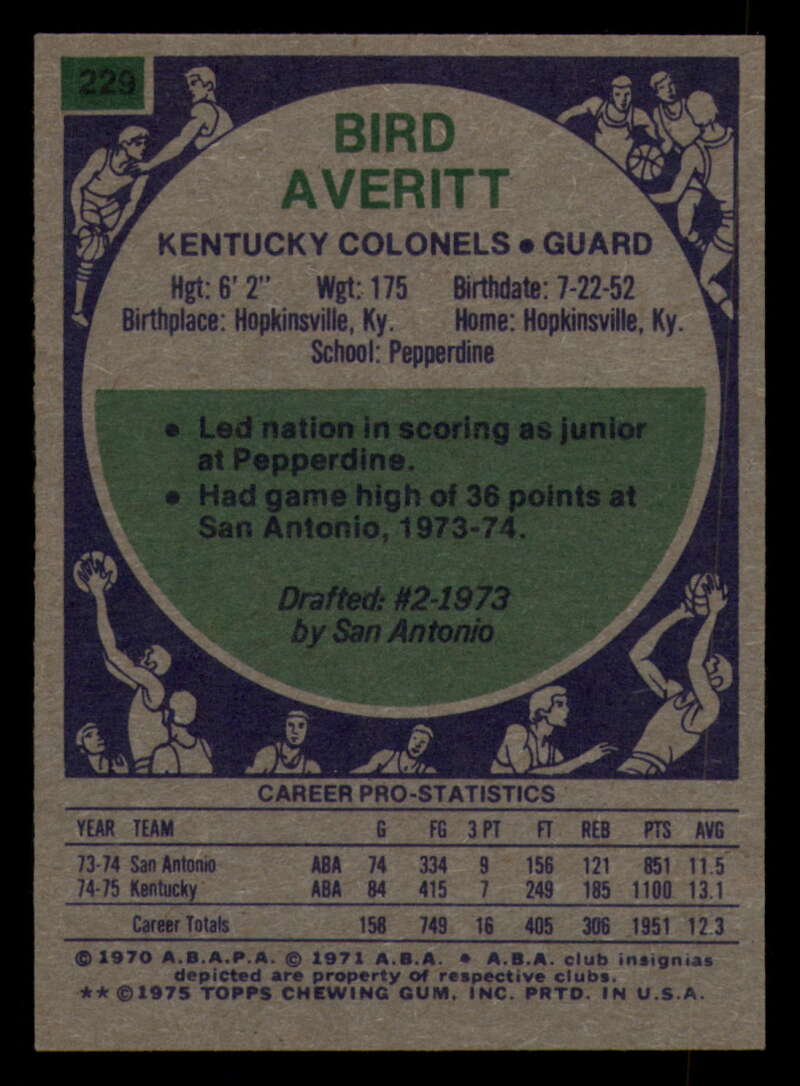 229
BIRD
AVERITT
KENTUCKY COLONELS • GUARD
Hgt: 6' 2" Wgt: 175 Birthdate: 7-22-52
Birthplace: Hopkinsville, Ky. Home: Hopkinsville, Ky.
School: Pepperdine
• Led nation in scoring as junior
at Pepperdine.
• Had game high of 36 points at
San Antonio, 1973-74.
Drafted: #2-1973
by San Antonio
CAREER PRO-STATISTICS
YEAR TEAM G FG 3 PT FT REB PTS AVG
73-74 San Antonio ABA 74 334 9 156 121 851 11.5
74-75 Kentucky ABA 84 415 7 249 185 1100 13.1
Career Totals 158 749 16 405 306 1951 12.3
© 1970 A.B.A.P.A. © 1971 A.B.A. • A.B.A. club insignias
depicted are property of respective clubs.
** ©1975 TOPPS CHEWING GUM, INC. PRTD. IN U.S.A.